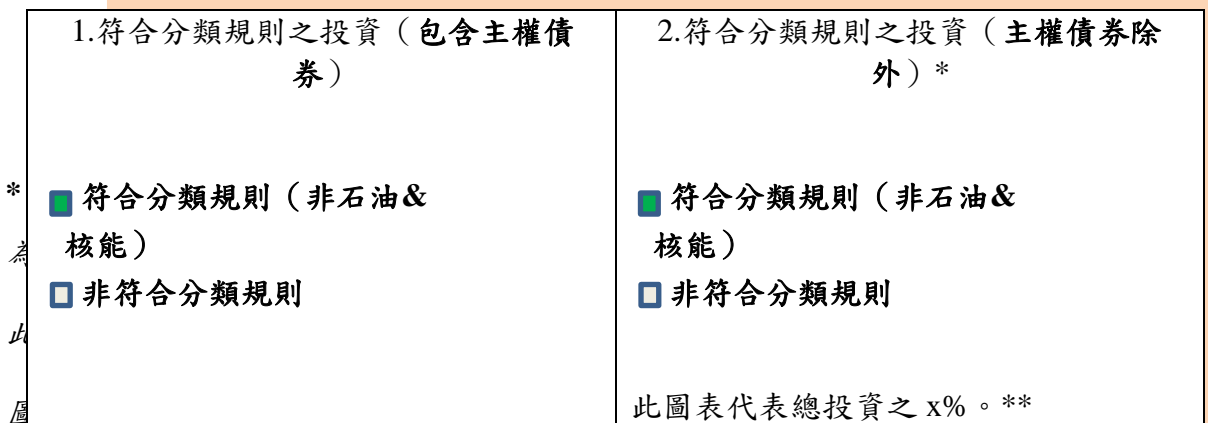 1.符合分類規則之投資（包含主權債
券）
2.符合分類規則之投資（主權債券除
外）*
*
符合分類規則（非石油&
核能）
非符合分類規則
符合分類規則（非石油&
核能）
非符合分類規則
此圖表代表總投資之 x%。**